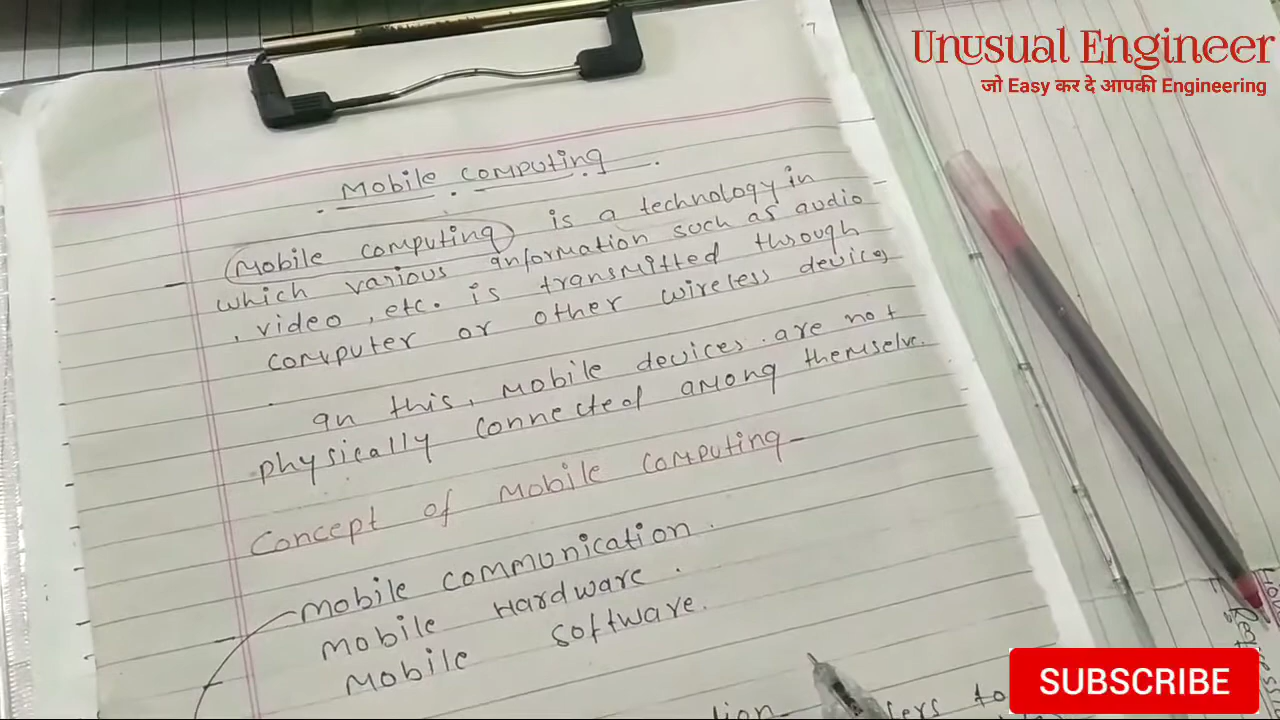 Unusual Engineer
जो Easy कर दे आपकी Engineering
Mobile Computing
Mobile computing is a technology in
which various information such as audio
, video, etc. is transmitted through
computer or other wireless devices
In this, mobile devices are not
physically connected among themselve.
Concept of Mobile Computing-
Mobile communication.
Mobile Hardware.
Mobile Software.
SUBSCRIBE